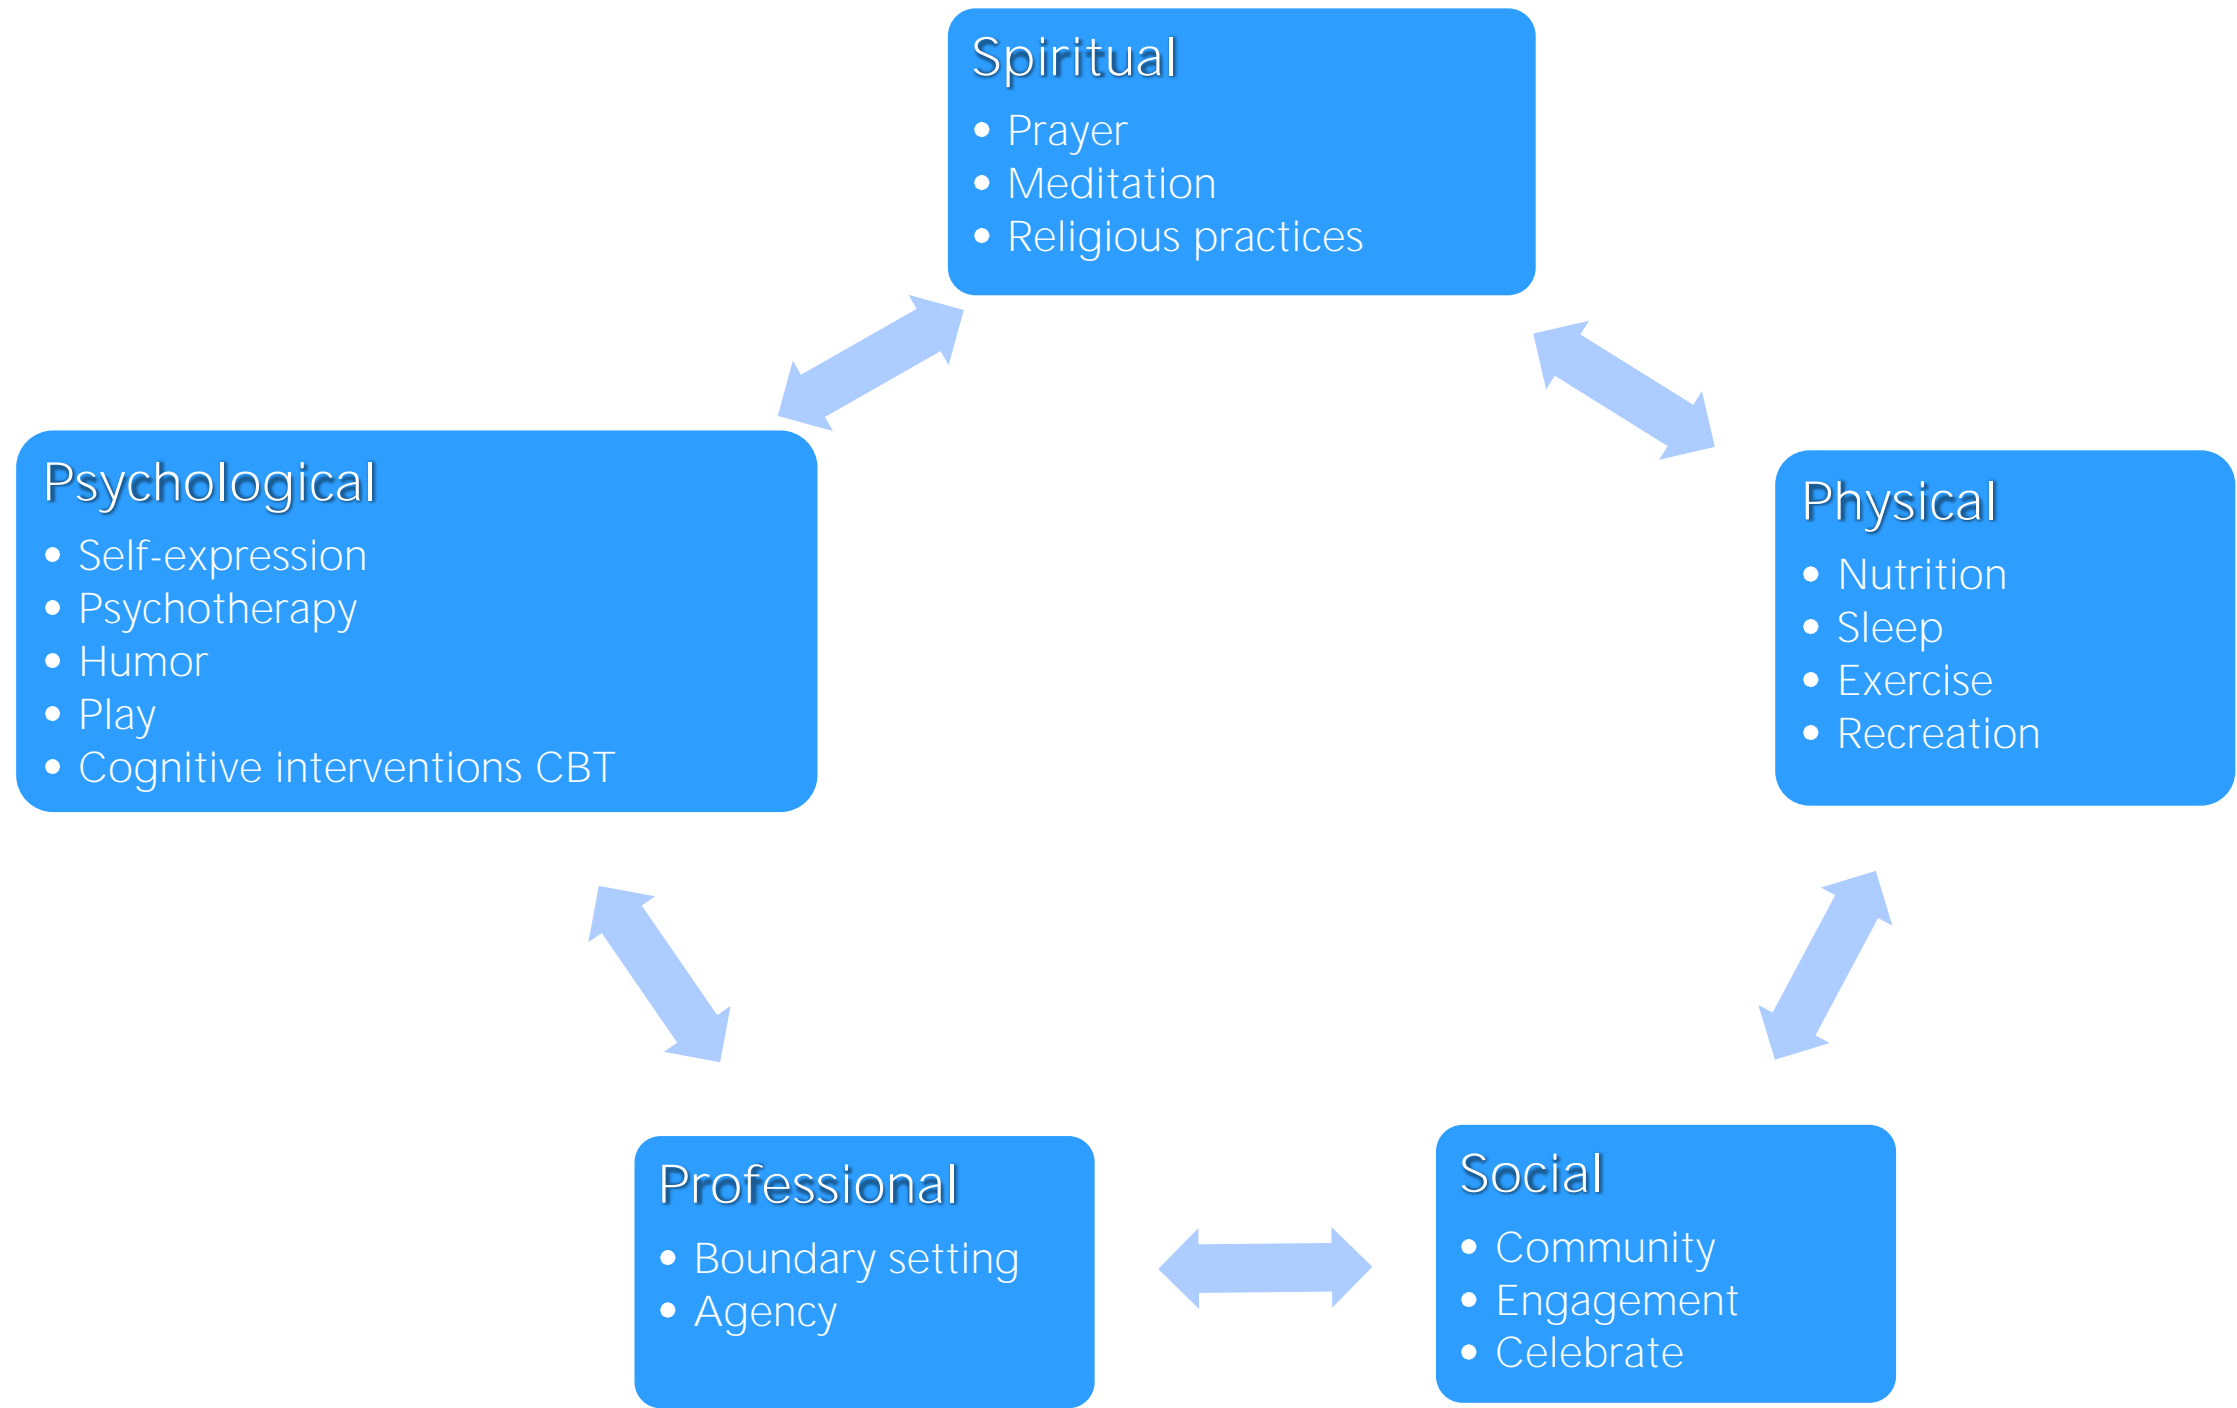 Spiritual
• Prayer
• Meditation
• Religious practices
Psychological
• Self-expression
• Psychotherapy
• Humor
• Play
• Cognitive interventions CBT
Physical
• Nutrition
• Sleep
• Exercise
• Recreation
Professional
• Boundary setting
• Agency
Social
• Community
• Engagement
• Celebrate